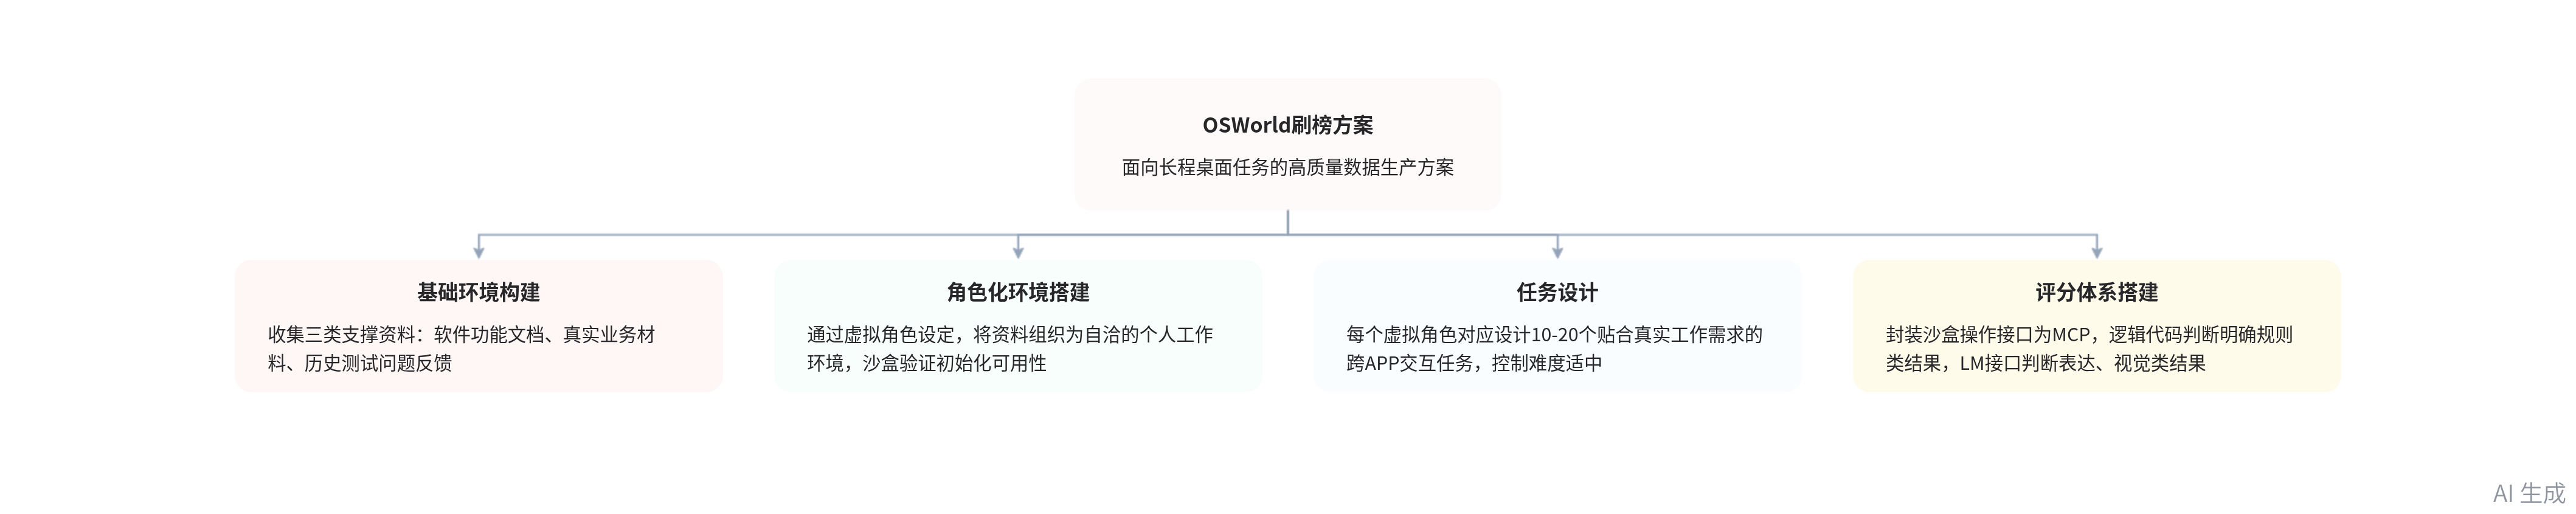 OSWorld刷榜方案
面向长程桌面任务的高质量数据生产方案
基础环境构建
收集三类支撑资料：软件功能文档、真实业务材
料、历史测试问题反馈
角色化环境搭建
通过虚拟角色设定，将资料组织为自洽的个人工作
环境，沙盒验证初始化可用性
任务设计
每个虚拟角色对应设计10-20个贴合真实工作需求的
跨APP交互任务，控制难度适中
评分体系搭建
封装沙盒操作接口为MCP，逻辑代码判断明确规则
类结果，LM接口判断表达、视觉类结果
AI 生成